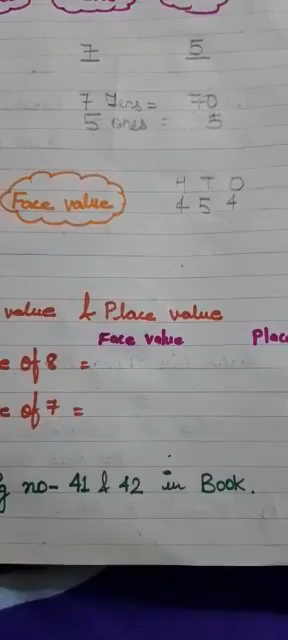 7 5
7 Tens = 70
5 ones = 5
H T O
Face value 4 5 4
value & Place value
Face value
of 8 =
of 7 =
no- 41 & 42 in Book.